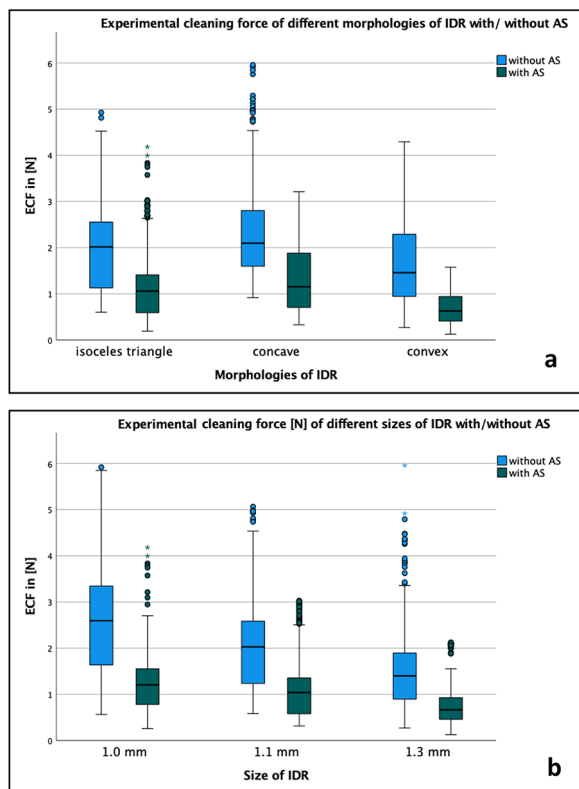 Experimental cleaning force of different morphologies of IDR with/ without AS
without AS
with AS
6
5
4
3
2
1
0
ECF in [N]
isoceles triangle concave convex
Morphologies of IDR
a
Experimental cleaning force [N] of different sizes of IDR with/without AS
without AS
with AS
6
5
4
3
2
1
0
ECF in [N]
1.0 mm 1.1 mm 1.3 mm
Size of IDR
b